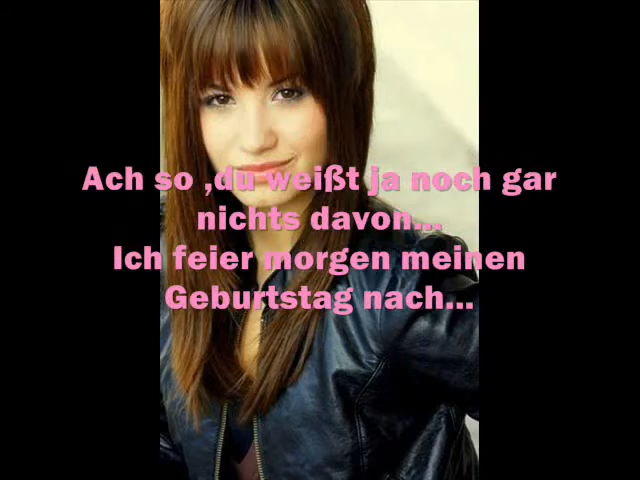 Ach so ,du weißt ja noch gar
nichts davon...
Ich feier morgen meinen
Geburtstag nach...